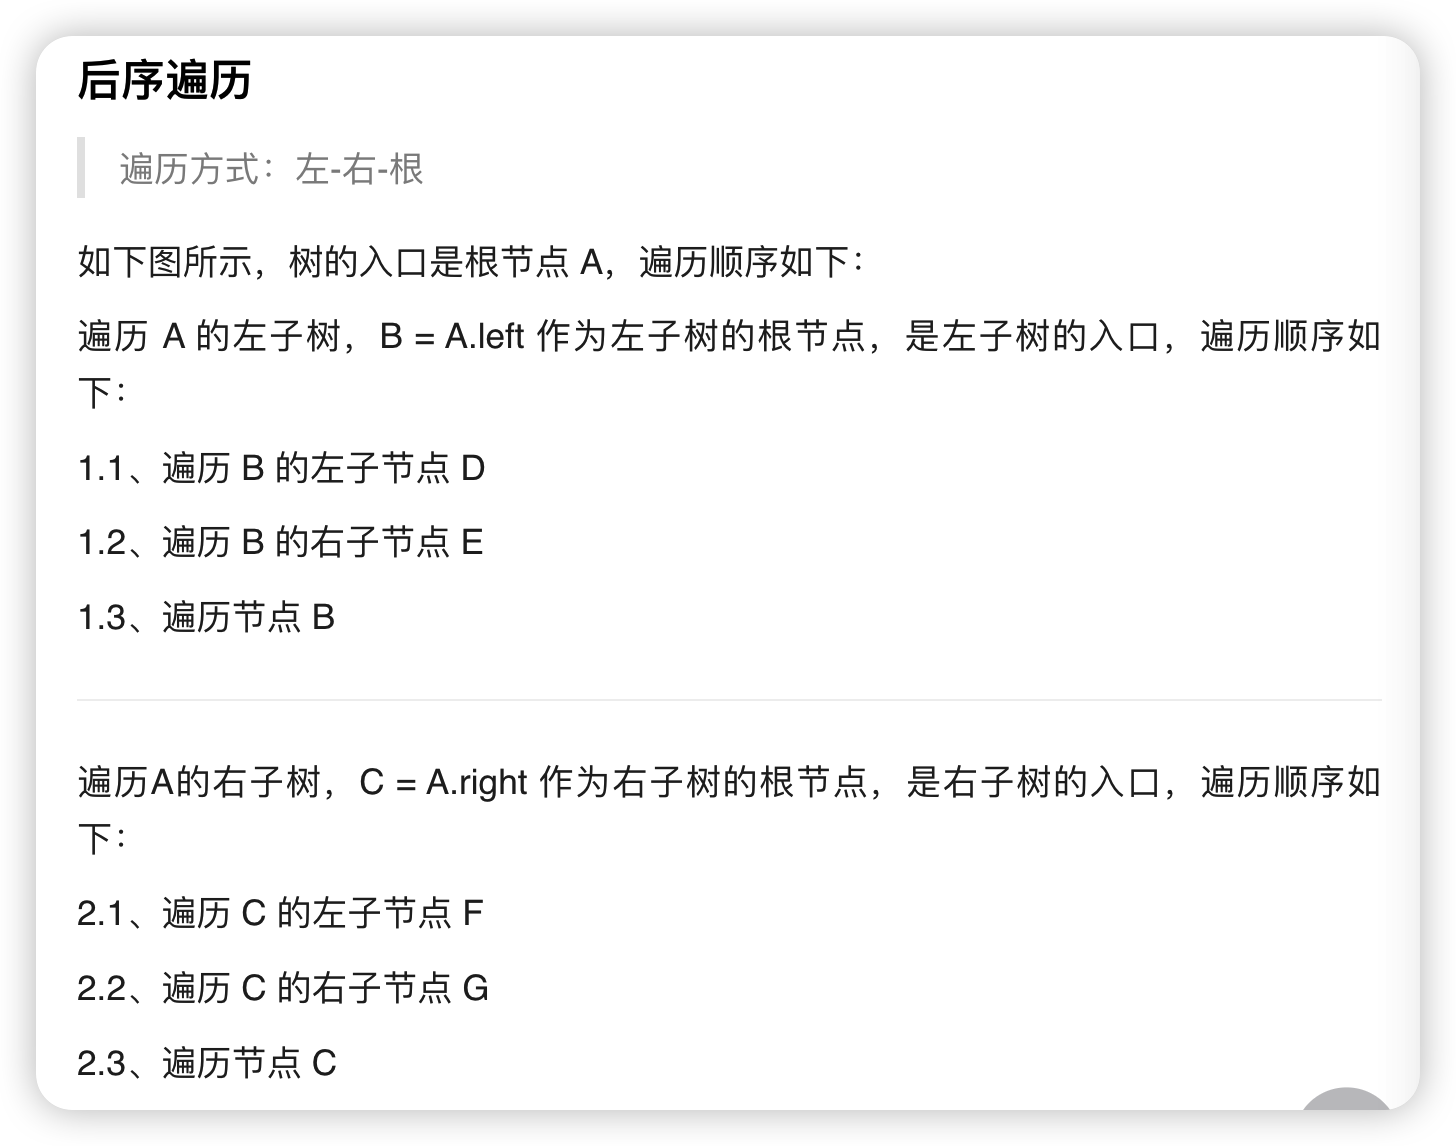 后序遍历
遍历方式：左-右-根
如下图所示，树的入口是根节点 A，遍历顺序如下：
遍历 A 的左子树，B = A.left 作为左子树的根节点，是左子树的入口，遍历顺序如
下：
1.1、遍历 B 的左子节点 D
1.2、遍历 B 的右子节点 E
1.3、遍历节点 B
遍历A的右子树，C = A.right 作为右子树的根节点，是右子树的入口，遍历顺序如
下：
2.1、遍历 C 的左子节点 F
2.2、遍历 C 的右子节点 G
2.3、遍历节点 C